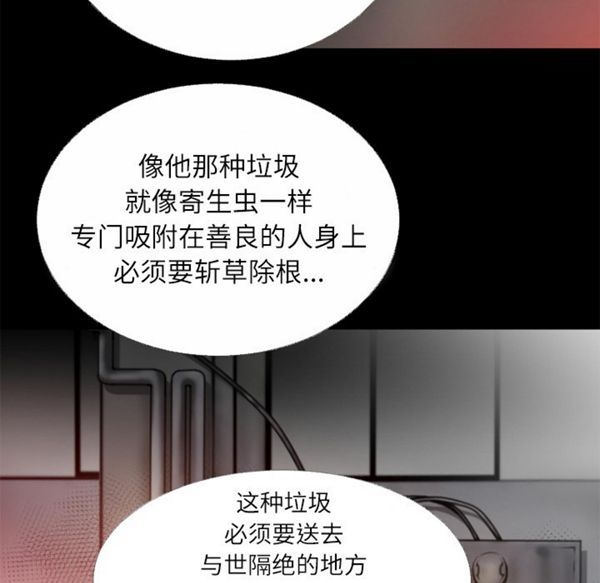 像他那种垃圾
就像寄生虫一样
专门吸附在善良的人身上
必须要斩草除根...
这种垃圾
必须要送去
与世隔绝的地方